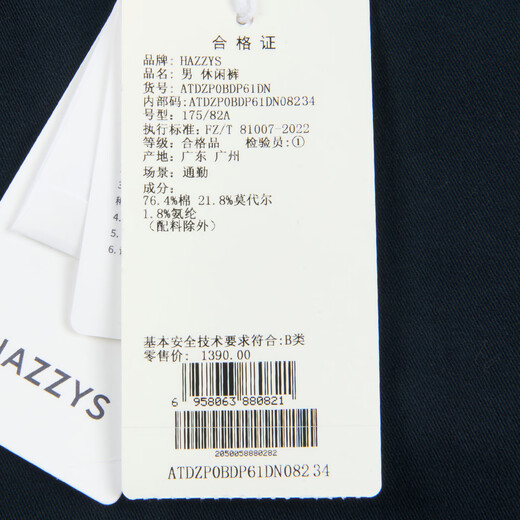 合格证
品牌: HAZZYS
品名: 男 休闲裤
货号: ATDZP0BDP61DN
内部码: ATDZP0BDP61DN08234
号型: 175/82A
执行标准: FZ/T 81007-2022
等级: 合格品 检验员:①
产地: 广东 广州
场景: 通勤
成分:
76.4%棉 21.8%莫代尔
1.8%氨纶
(配料除外)
基本安全技术要求符合:B类
零售价: 1390.00
6 958063 880821
2050058880282
ATDZP0BDP61DN08234
4.
5.
6.
HAZZYS